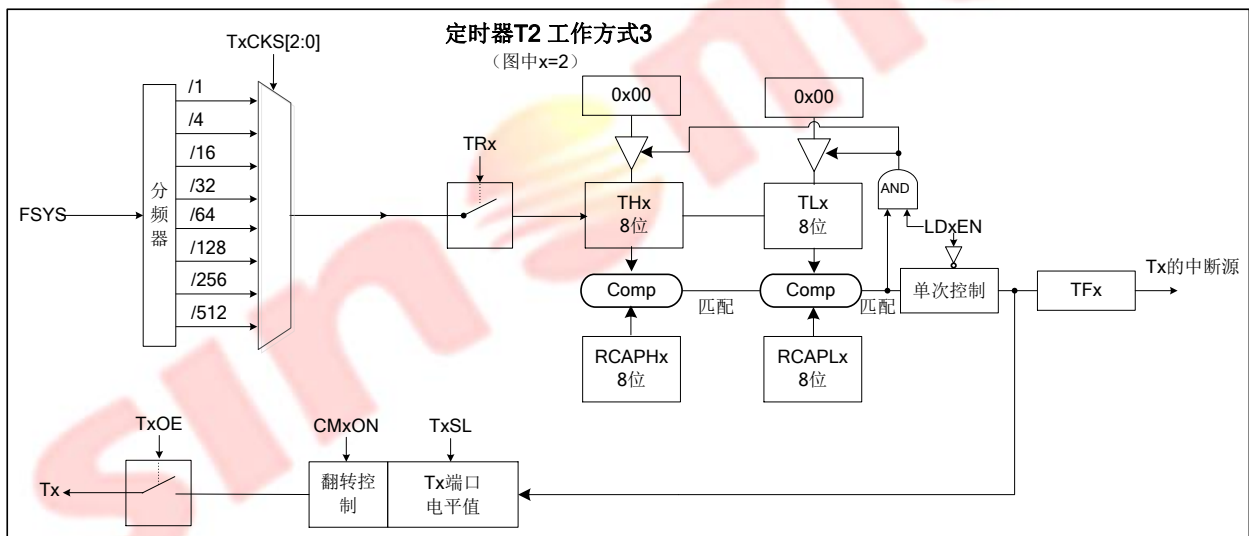 定时器T2 工作方式3
（图中x=2）
TxCKS[2:0]
/1
/4
/16
/32
/64
/128
/256
/512
分频器
FSYS
TRx
0x00
0x00
THx
8位
TLx
8位
AND
LDxEN
Comp
匹配
Comp
匹配
单次控制
TFx
Tx的中断源
RCAPHx
8位
RCAPLx
8位
TxOE
CMxON
TxSL
Tx
翻转控
制
Tx端口
电平值